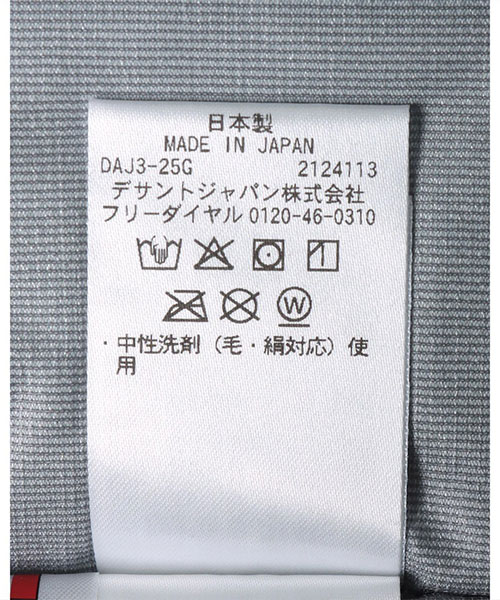 日本製
MADE IN JAPAN
DAJ3-25G 2124113
デサントジャパン株式会社
フリーダイヤル 0120-46-0310
W
・中性洗剤（毛・絹対応）使
用